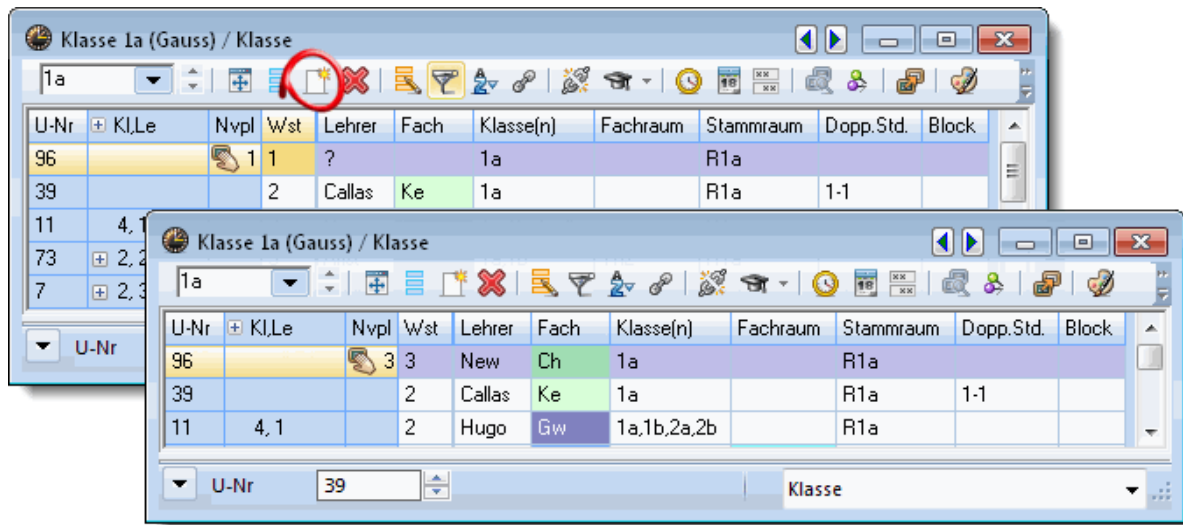 Klasse 1a (Gauss) / Klasse
1a
U-Nr Kl,Le Nvpl Wst Lehrer Fach Klasse(n) Fachraum Stammraum Dopp.Std. Block
96 1 1 ? 1a R1a
39 2 Callas Ke 1a R1a 1-1
11 4, 1
73 2, 2
7 2, 3
U-Nr
Klasse 1a (Gauss) / Klasse
1a
U-Nr Kl,Le Nvpl Wst Lehrer Fach Klasse(n) Fachraum Stammraum Dopp.Std. Block
96 3 3 New Ch 1a R1a
39 2 Callas Ke 1a R1a 1-1
11 4, 1 2 Hugo Gw 1a,1b,2a,2b R1a
U-Nr 39 Klasse